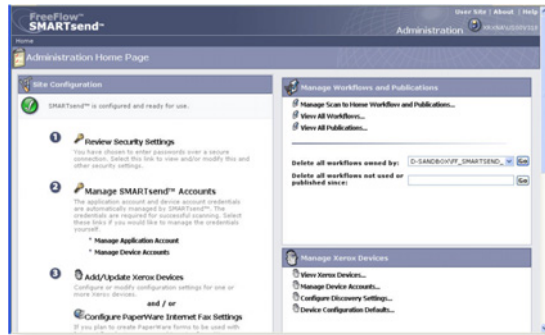 FreeFlow™
SMARTsend™
User Site | About | Help
Administration
Home
Administration Home Page
Site Configuration
SMARTsend™ is configured and ready for use.
1 Review Security Settings
You have chosen to enter passwords over a secure
connection. Select this link to view and/or modify this and
other security settings.
2 Manage SMARTsend™ Accounts
The application account and device account credentials
are automatically managed by SMARTsend™. The
credentials are required for successful scanning. Select
these links if you would like to manage the credentials
yourself.
* Manage Application Account
* Manage Device Accounts
3 Add/Update Xerox Devices
Configure or modify configuration settings for one or
more Xerox devices.
and / or
Configure PaperWare Internet Fax Settings
If you plan to create PaperWare forms to be used with
Manage Workflows and Publications
Manage Scan to Home Workflows and Publications...
View All Workflows...
View All Publications...
Delete all workflows owned by: D-SANDBOX\FF_SMARTSEND_ Go
Delete all workflows not used or
published since: Go
Manage Xerox Devices
View Xerox Devices...
Manage Device Accounts...
Configure Discovery Settings...
Device Configuration Defaults...